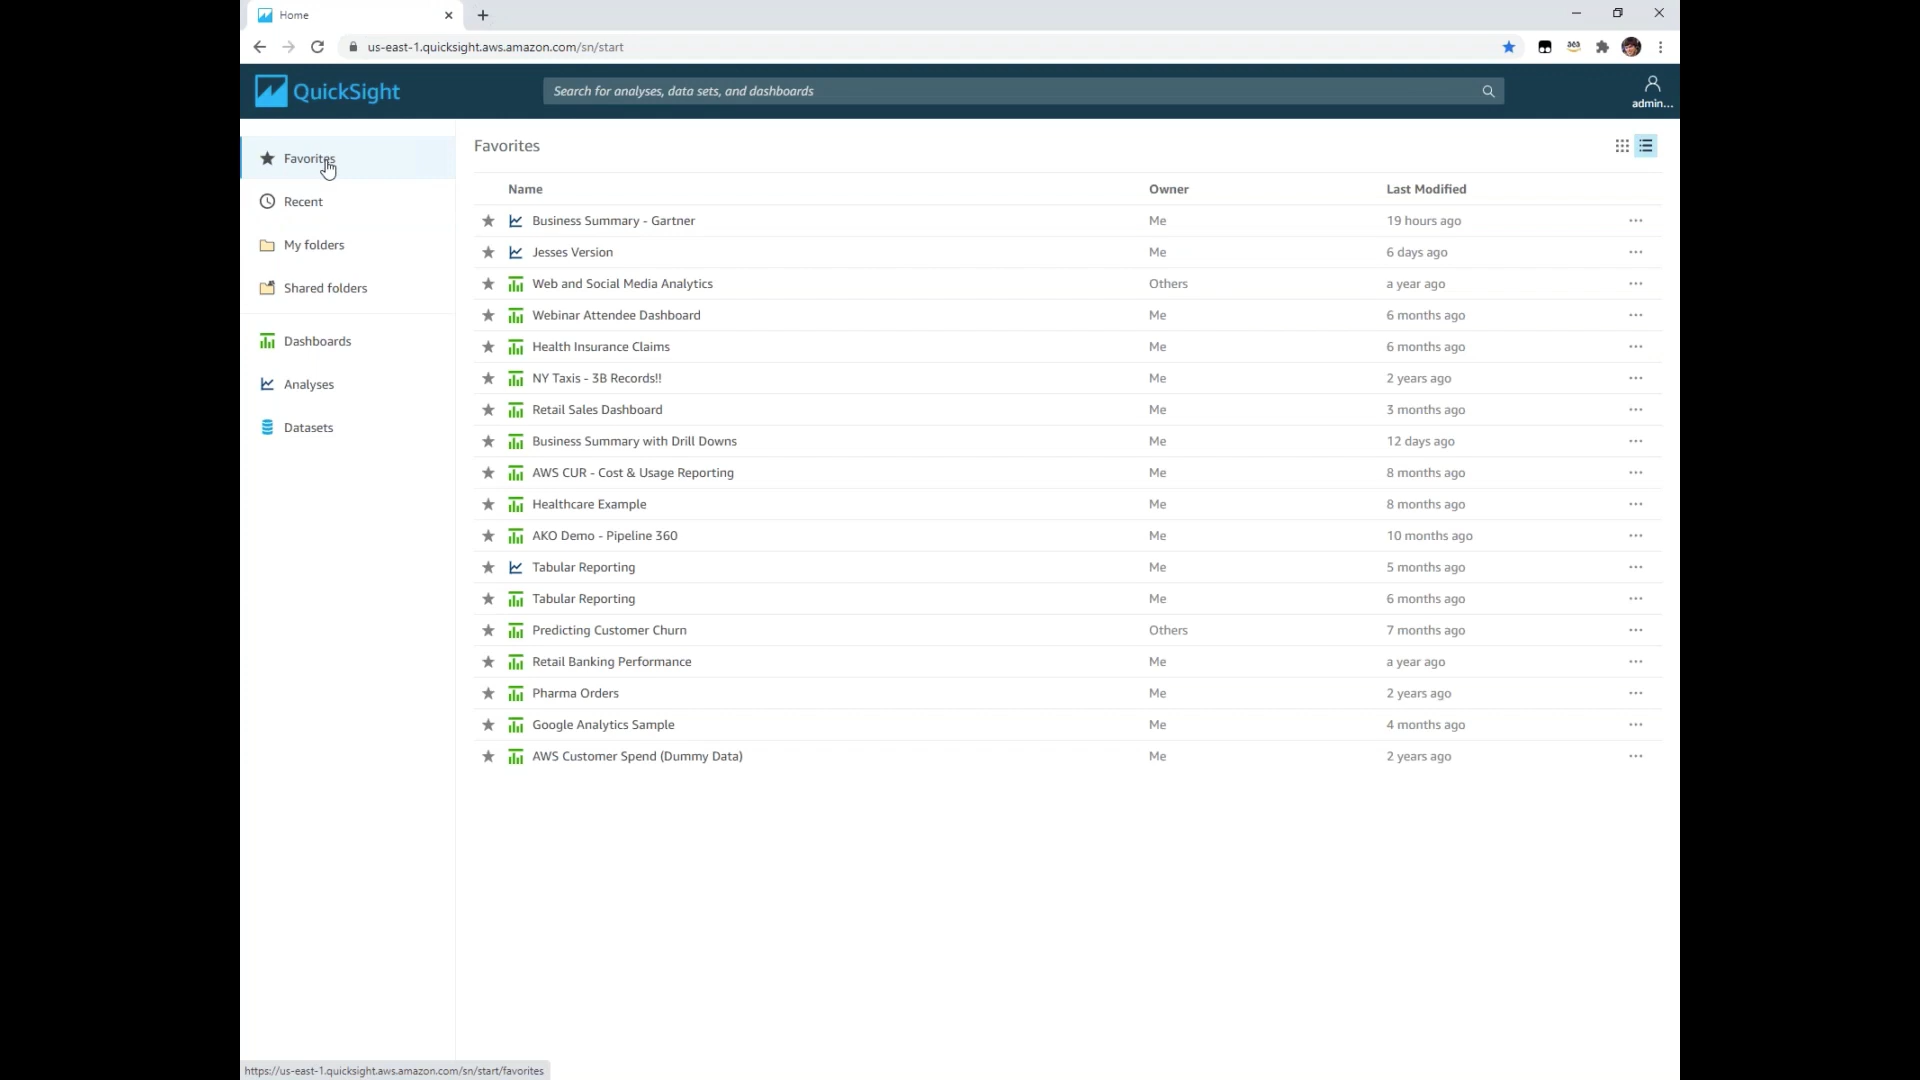 Home
us-east-1.quicksight.aws.amazon.com/sn/start
aea
QuickSight
Search for analyses, data sets, and dashboards
admin...
Favorites
Recent
My folders
Shared folders
Dashboards
Analyses
Datasets
Favorites
Name Owner Last Modified
Business Summary - Gartner Me 19 hours ago
Jesses Version Me 6 days ago
Web and Social Media Analytics Others a year ago
Webinar Attendee Dashboard Me 6 months ago
Health Insurance Claims Me 6 months ago
NY Taxis - 3B Records!! Me 2 years ago
Retail Sales Dashboard Me 3 months ago
Business Summary with Drill Downs Me 12 days ago
AWS CUR - Cost & Usage Reporting Me 8 months ago
Healthcare Example Me 8 months ago
AKO Demo - Pipeline 360 Me 10 months ago
Tabular Reporting Me 5 months ago
Tabular Reporting Me 6 months ago
Predicting Customer Churn Others 7 months ago
Retail Banking Performance Me a year ago
Pharma Orders Me 2 years ago
Google Analytics Sample Me 4 months ago
AWS Customer Spend (Dummy Data) Me 2 years ago
https://us-east-1.quicksight.aws.amazon.com/sn/start/favorites